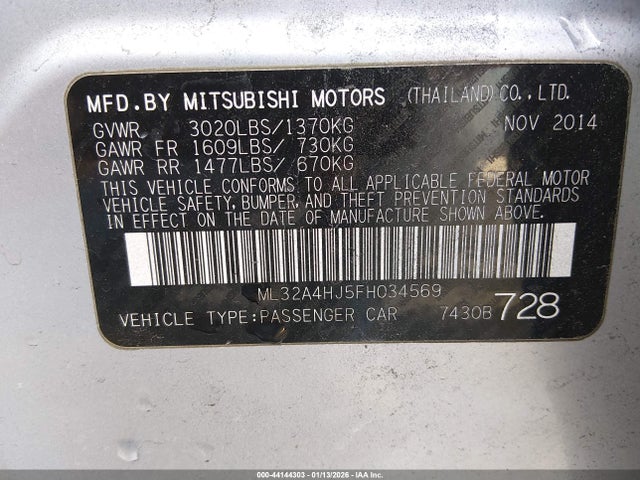 MFD.BY MITSUBISHI MOTORS (THAILAND)CO.,LTD.
GVWR 3020LBS/1370KG NOV 2014
GAWR FR 1609LBS/ 730KG
GAWR RR 1477LBS/ 670KG
THIS VEHICLE CONFORMS TO ALL APPLICABLE FEDERAL MOTOR
VEHICLE SAFETY, BUMPER, AND THEFT PREVENTION STANDARDS
IN EFFECT ON THE DATE OF MANUFACTURE SHOWN ABOVE.
ML32A4HJ5FH034569
VEHICLE TYPE:PASSENGER CAR 7430B 728
000-44144303 - 01/13/2026 - IAAI.COM